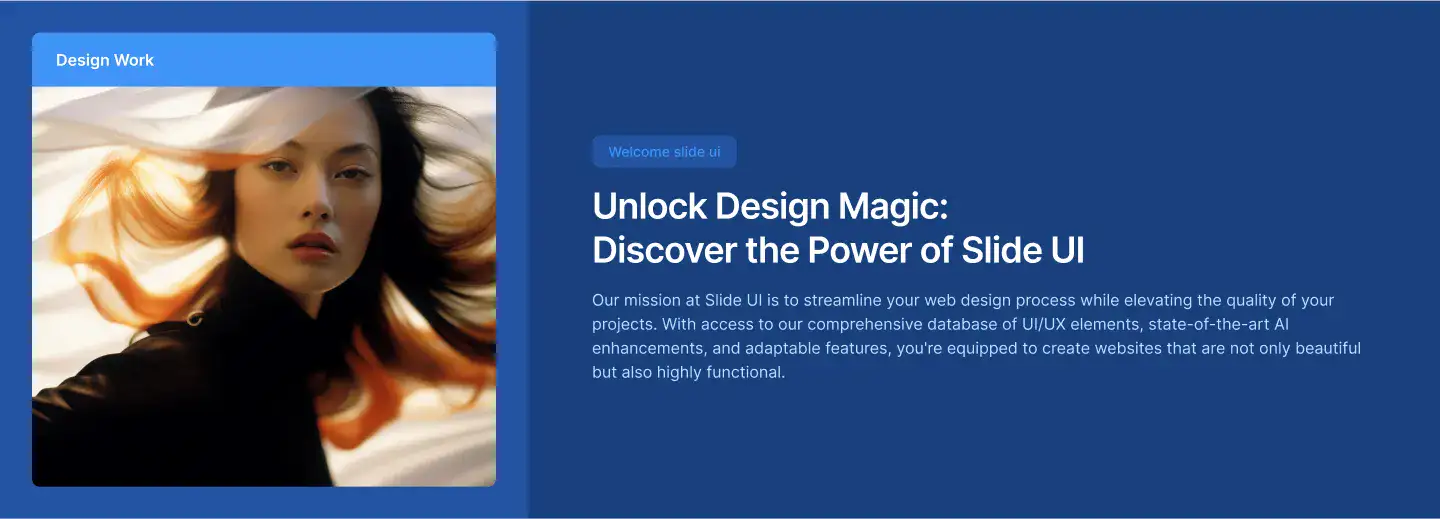 Design Work
Welcome slide ui
Unlock Design Magic:
Discover the Power of Slide UI
Our mission at Slide UI is to streamline your web design process while elevating the quality of your
projects. With access to our comprehensive database of UI/UX elements, state-of-the-art AI
enhancements, and adaptable features, you're equipped to create websites that are not only beautiful
but also highly functional.